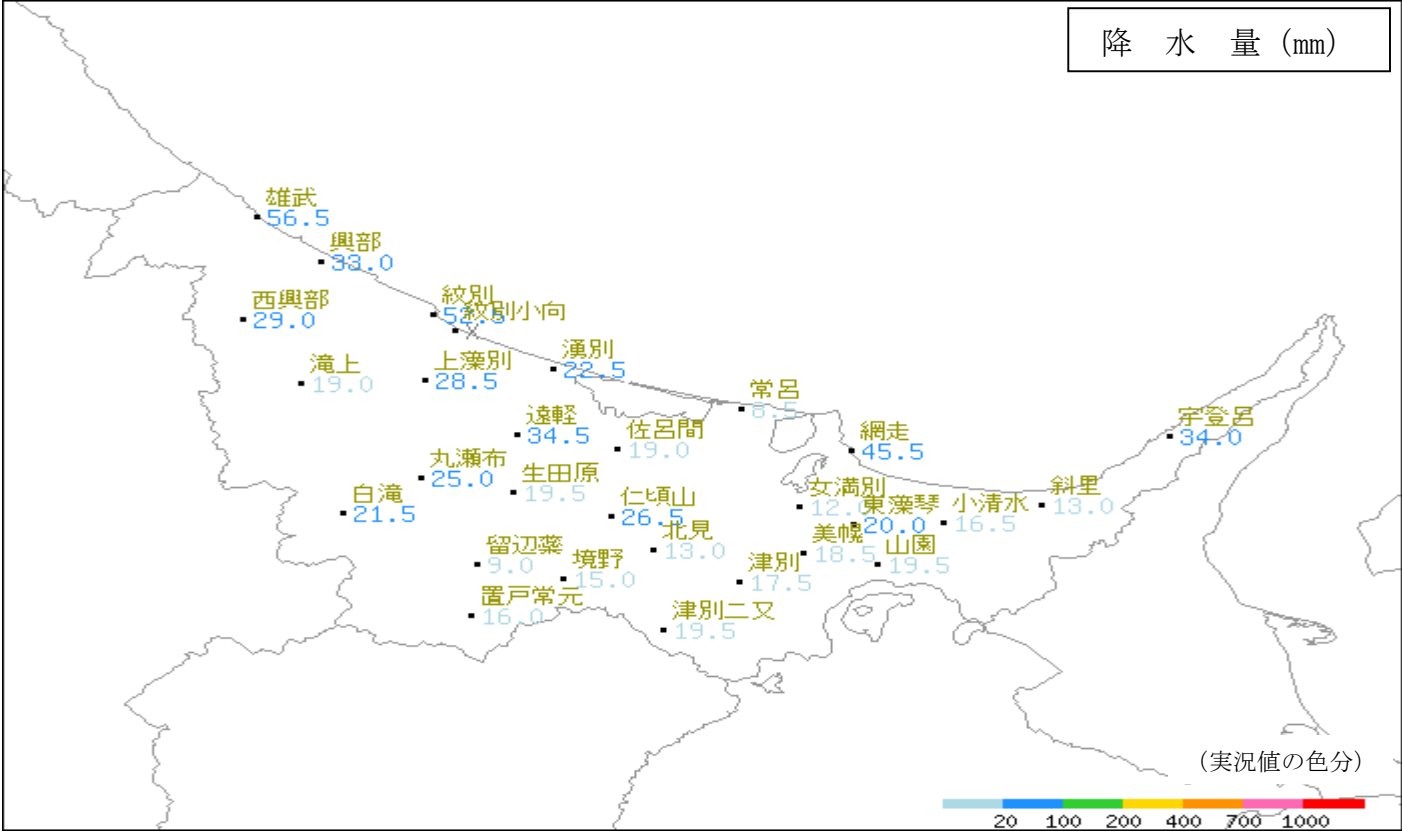 降 水 量 (mm)
雄武
56.5
興部
33.0
西興部
29.0
紋別
52.5
紋別小向
滝上
19.0
上藻別
28.5
湧別
22.5
常呂
8.5
遠軽
34.5
佐呂間
19.0
網走
45.5
宇登呂
34.0
丸瀬布
25.0
生田原
19.5
白滝
21.5
仁頃山
26.5
女満別
12.0
東藻琴
20.0
小清水
16.5
斜里
13.0
北見
13.0
美幌
18.5
山園
19.5
留辺蘂
9.0
境野
15.0
津別
17.5
置戸常元
16.0
津別二又
19.5
(実況値の色分)
20 100 200 400 700 1000